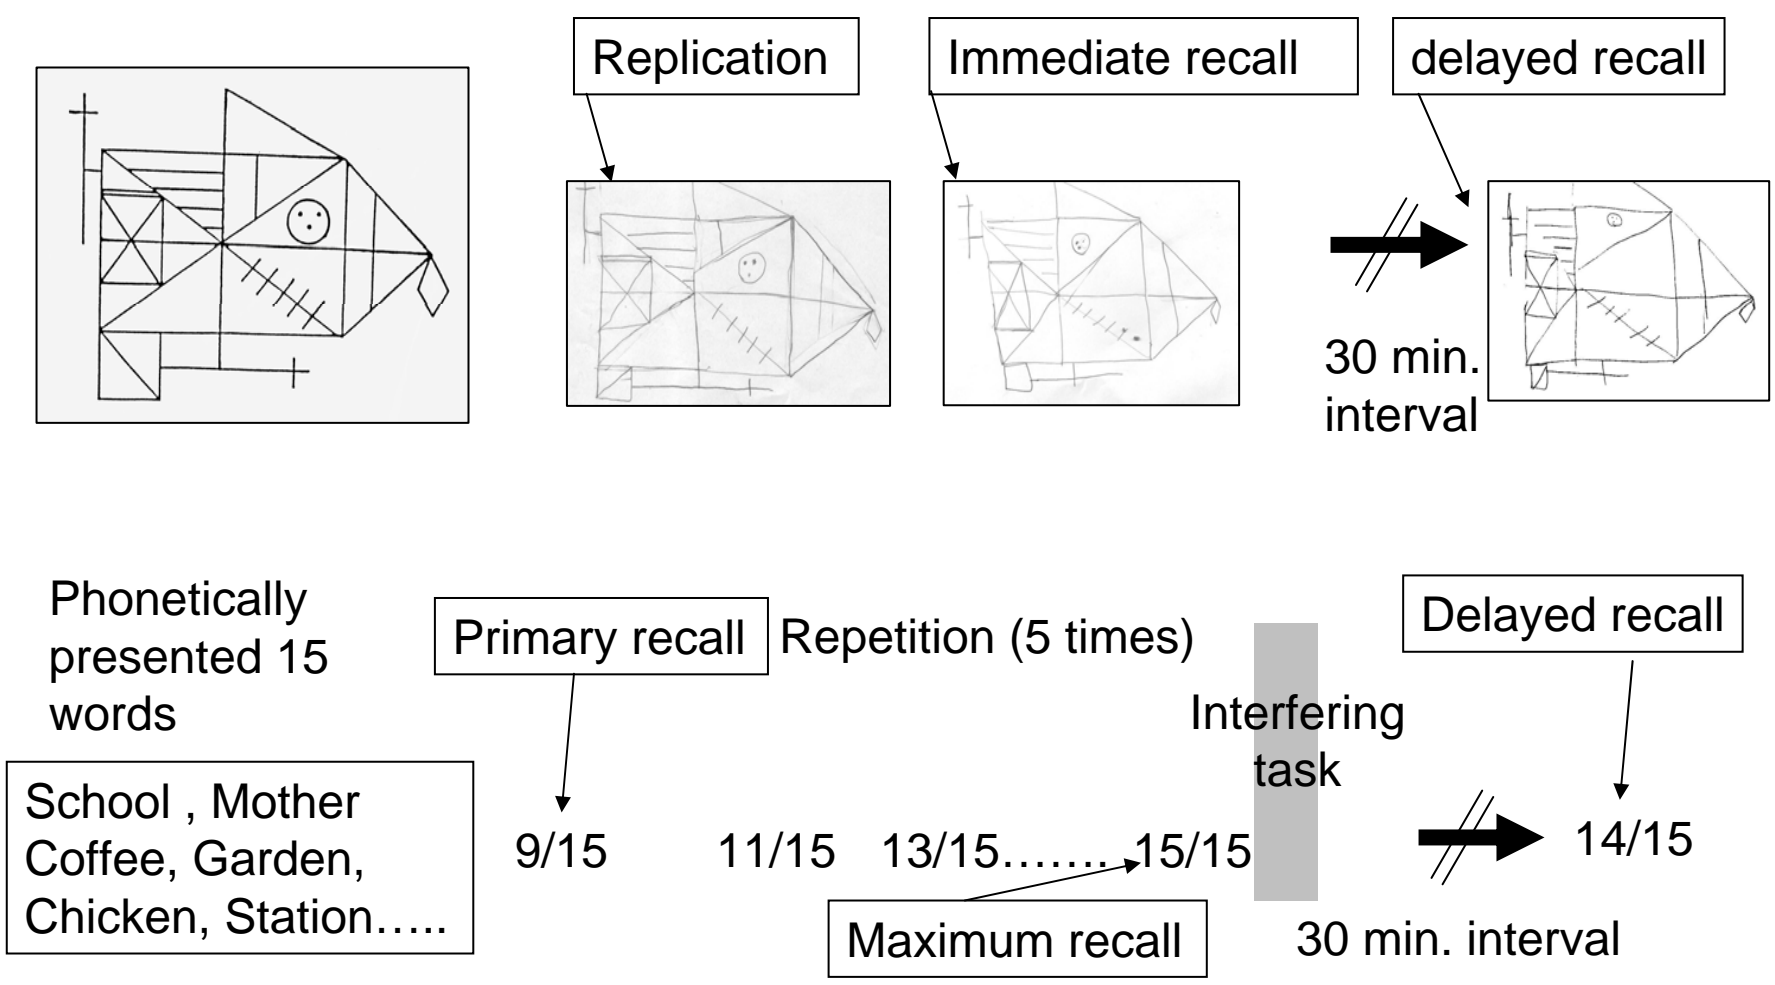 Replication
Immediate recall
delayed recall
30 min.
interval
Phonetically
presented 15
words
Primary recall
Repetition (5 times)
Delayed recall
Interfering
task
School , Mother
Coffee, Garden,
Chicken, Station…..
9/15
11/15
13/15…….
15/15
14/15
Maximum recall
30 min. interval